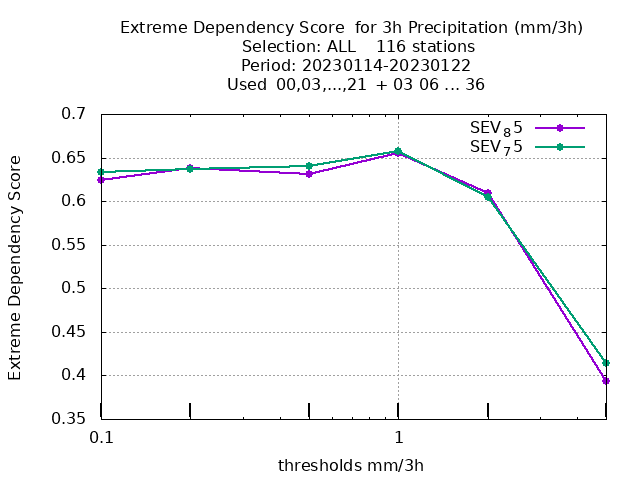 Extreme Dependency Score  for 3h Precipitation (mm/3h)
Selection: ALL    116 stations
Period: 20230114-20230122
Used  00,03,...,21  + 03 06 ... 36
0.7
0.65
0.6
0.55
0.5
0.45
0.4
0.35
Extreme Dependency Score
SEV₈5
SEV₇5
0.1
1
thresholds mm/3h